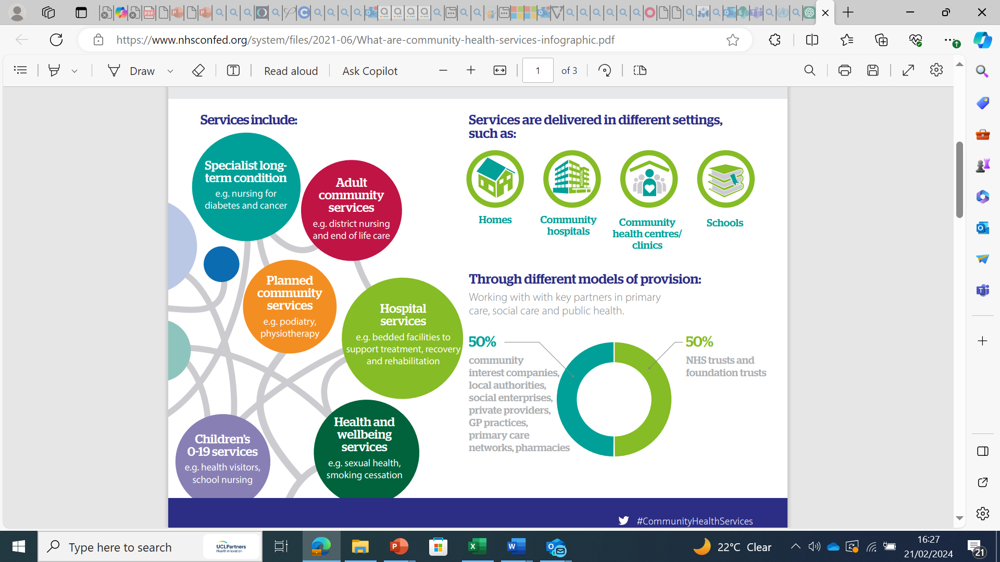 https://www.nhsconfed.org/system/files/2021-06/What-are-community-health-services-infographic.pdf
Draw
Read aloud
Ask Copilot
1
of 3
Services include:
Specialist long-
term condition
e.g. nursing for
diabetes and cancer
Adult
community
services
e.g. district nursing
and end of life care
Planned
community
services
e.g. podiatry,
physiotherapy
Hospital
services
e.g. bedded facilities to
support treatment, recovery
and rehabilitation
Children's
0-19 services
e.g. health visitors,
school nursing
Health and
wellbeing
services
e.g. sexual health,
smoking cessation
Services are delivered in different settings,
such as:
HOSPITAL
Homes
Community
hospitals
Community
health centres/
clinics
Schools
Through different models of provision:
Working with with key partners in primary
care, social care and public health.
50%
community
interest companies,
local authorities,
social enterprises,
private providers,
GP practices,
primary care
networks, pharmacies
50%
NHS trusts and
foundation trusts
#CommunityHealthServices
Type here to search
UCLPartners
Health Innovation
22°C Clear
16:27
21/02/2024
21